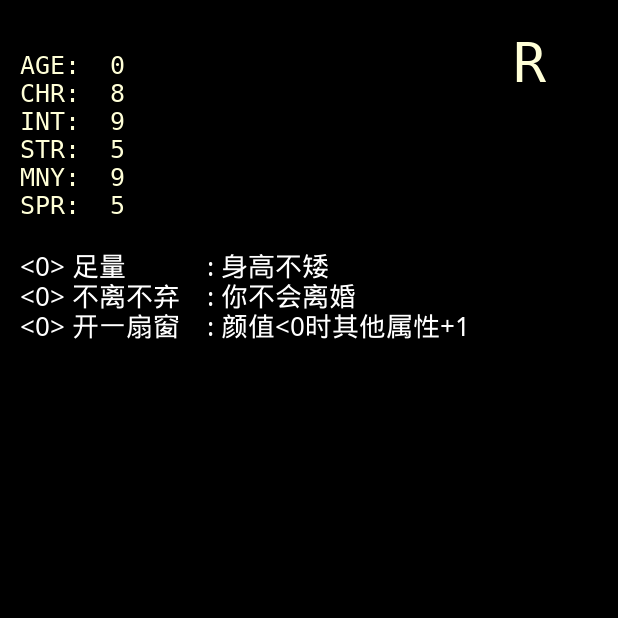 R
AGE: 0
CHR: 8
INT: 9
STR: 5
MNY: 9
SPR: 5
<0> 足量 : 身高不矮
<0> 不离不弃 : 你不会离婚
<0> 开一扇窗 : 颜值<0时其他属性+1